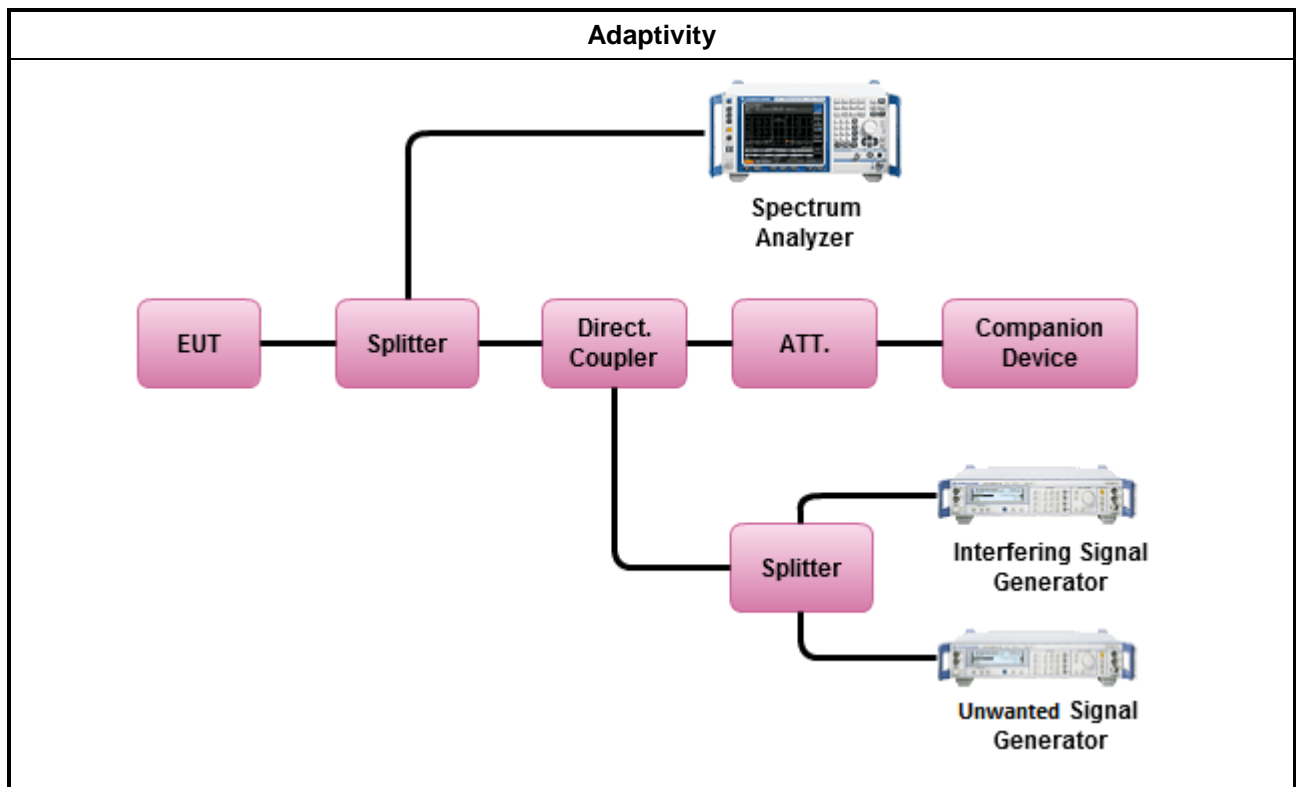 Adaptivity
Spectrum
Analyzer
EUT
Splitter
Direct.
Coupler
ATT.
Companion
Device
Splitter
Interfering Signal
Generator
Unwanted Signal
Generator